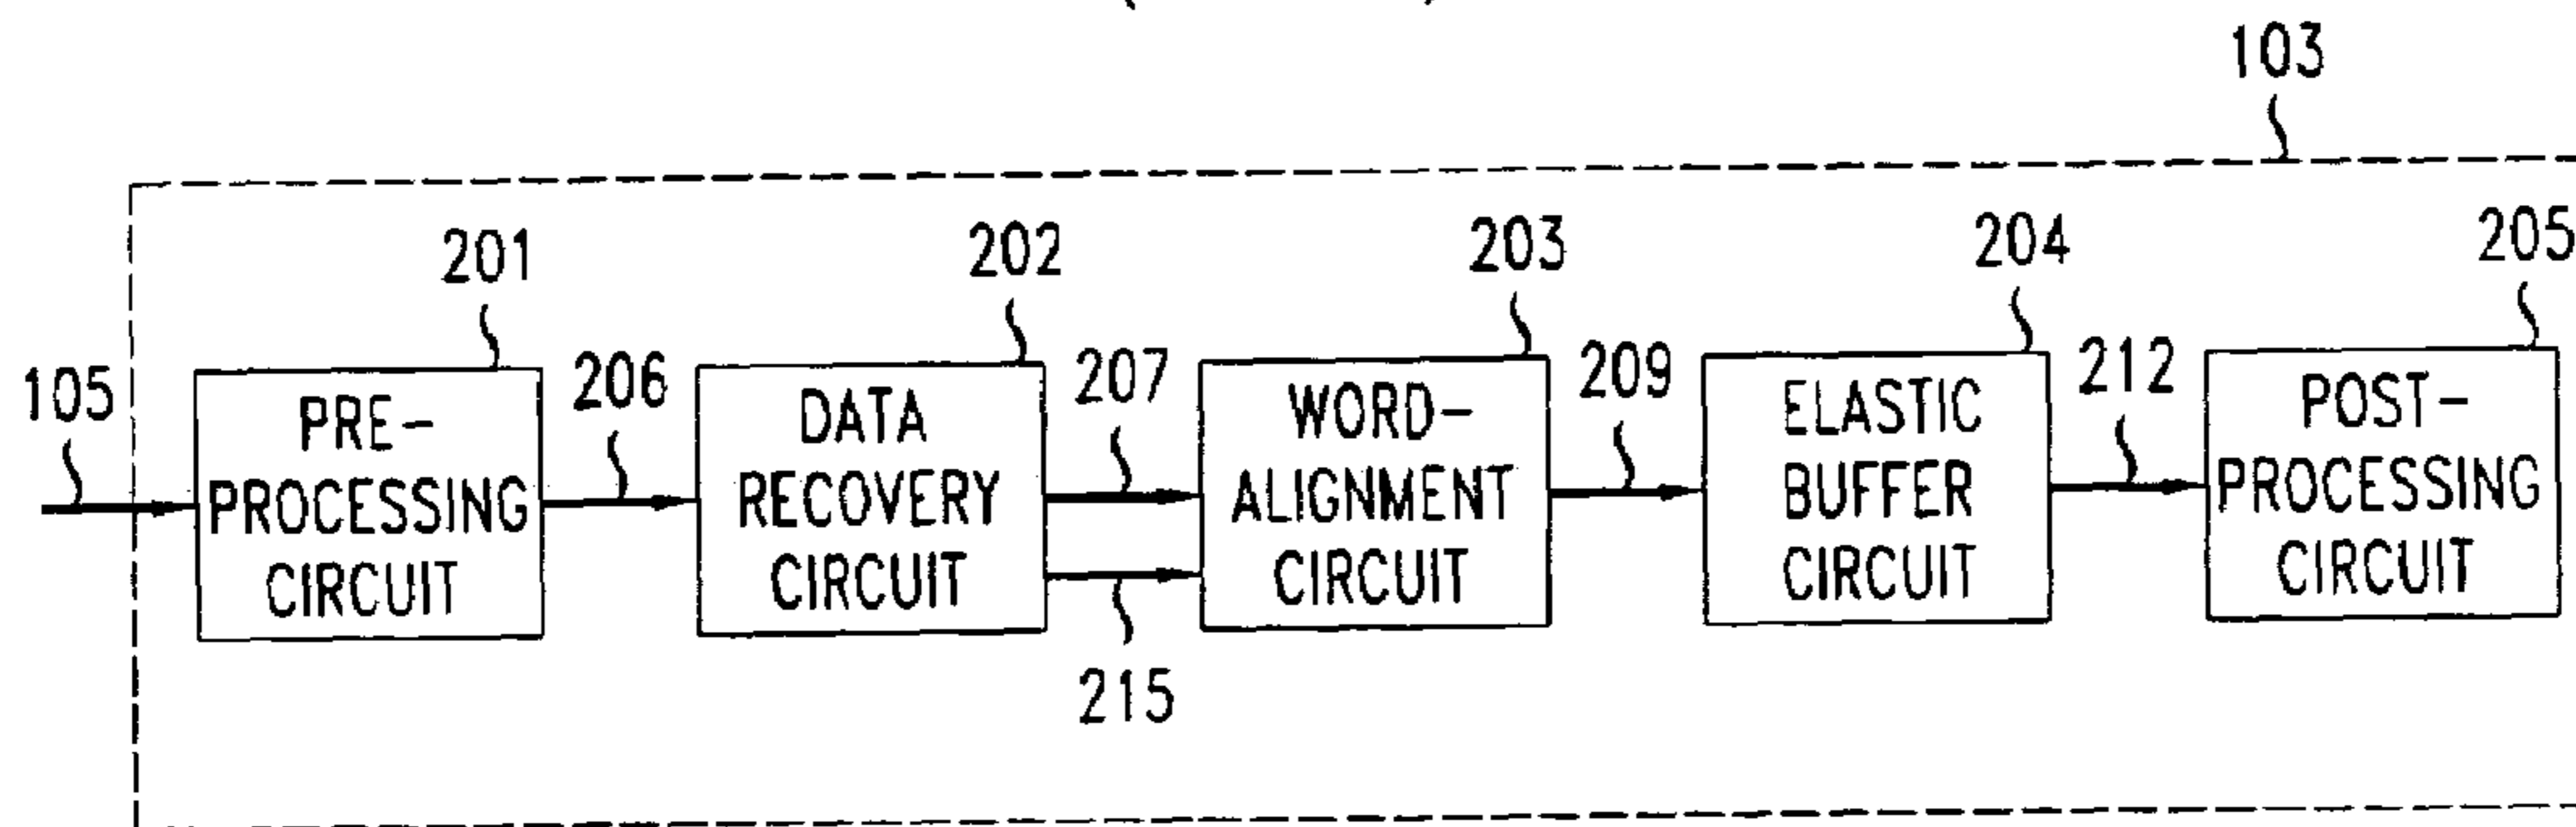 103
201
202
203
204
205
105
206
207
209
212
PRE-
PROCESSING
CIRCUIT
DATA
RECOVERY
CIRCUIT
WORD-
ALIGNMENT
CIRCUIT
ELASTIC
BUFFER
CIRCUIT
POST-
PROCESSING
CIRCUIT
215